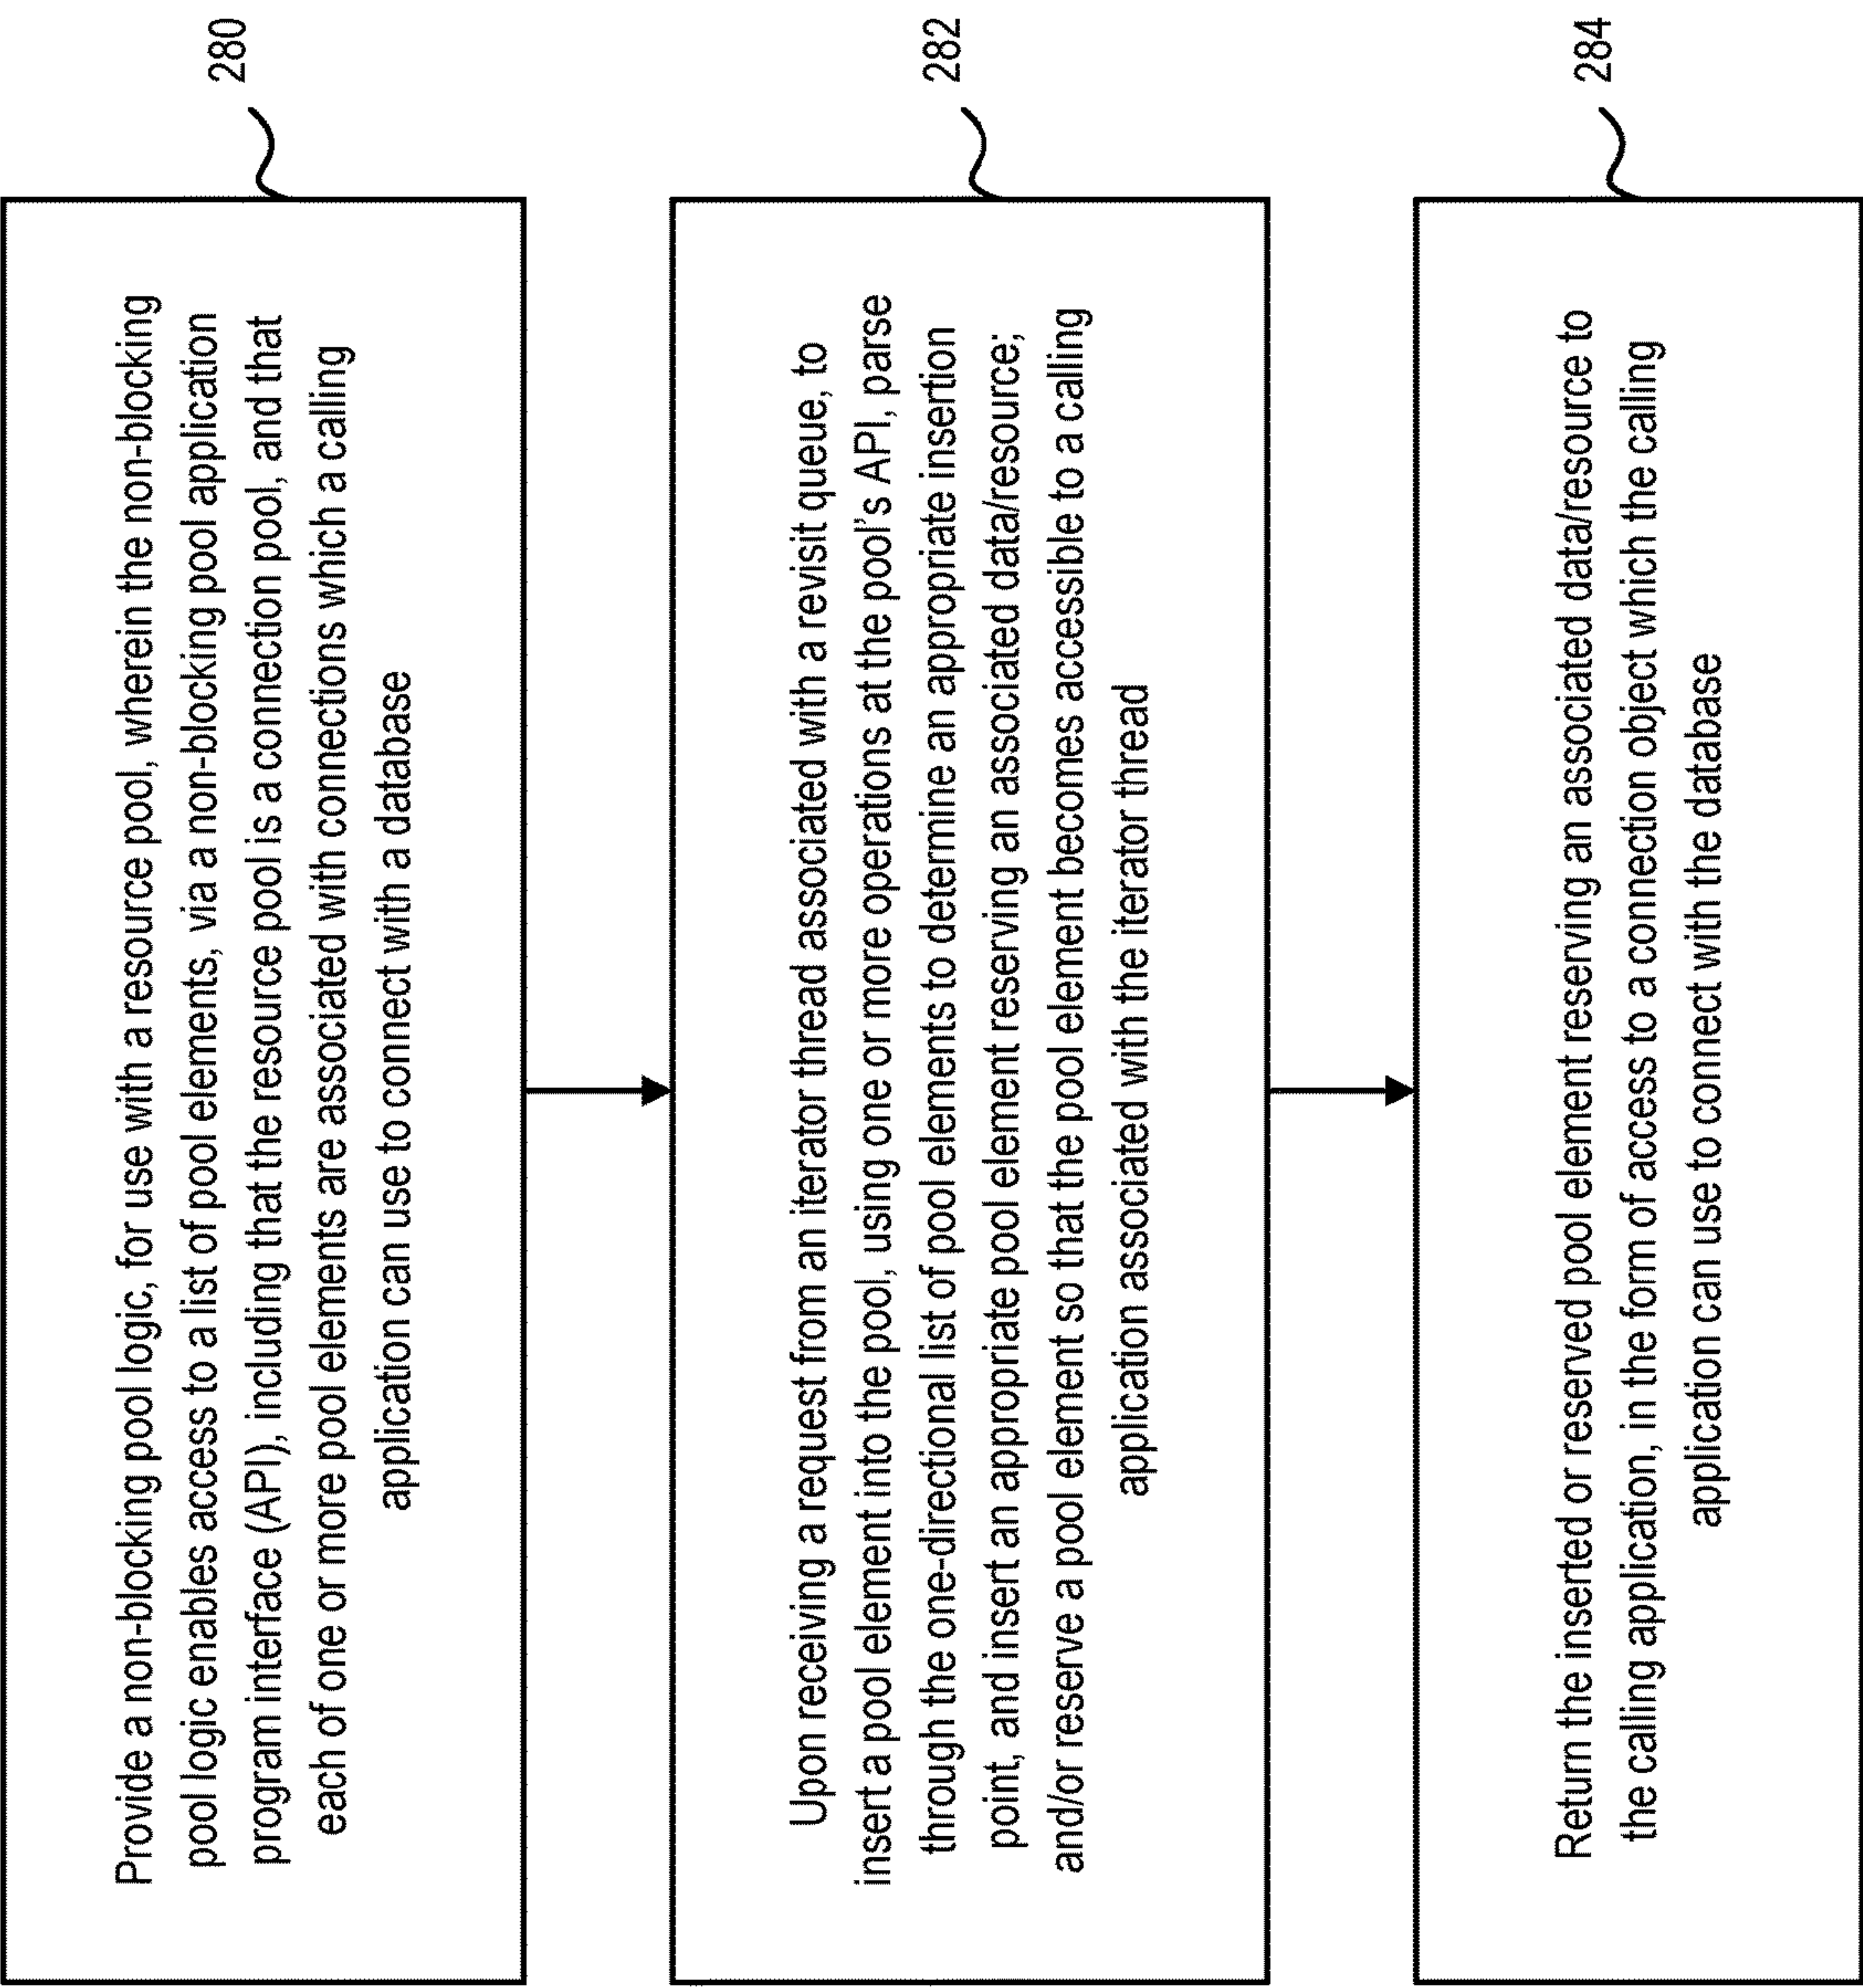 Provide a non-blocking pool logic, for use with a resource pool, wherein the non-blocking
pool logic enables access to a list of pool elements, via a non-blocking pool application
program interface (API), including that the resource pool is a connection pool, and that
each of one or more pool elements are associated with connections which a calling
application can use to connect with a database
280
Upon receiving a request from an iterator thread associated with a revisit queue, to
insert a pool element into the pool, using one or more operations at the pool's API, parse
through the one-directional list of pool elements to determine an appropriate insertion
point, and insert an appropriate pool element reserving an associated data/resource;
and/or reserve a pool element so that the pool element becomes accessible to a calling
application associated with the iterator thread
282
Return the inserted or reserved pool element reserving an associated data/resource to
the calling application, in the form of access to a connection object which the calling
application can use to connect with the database
284